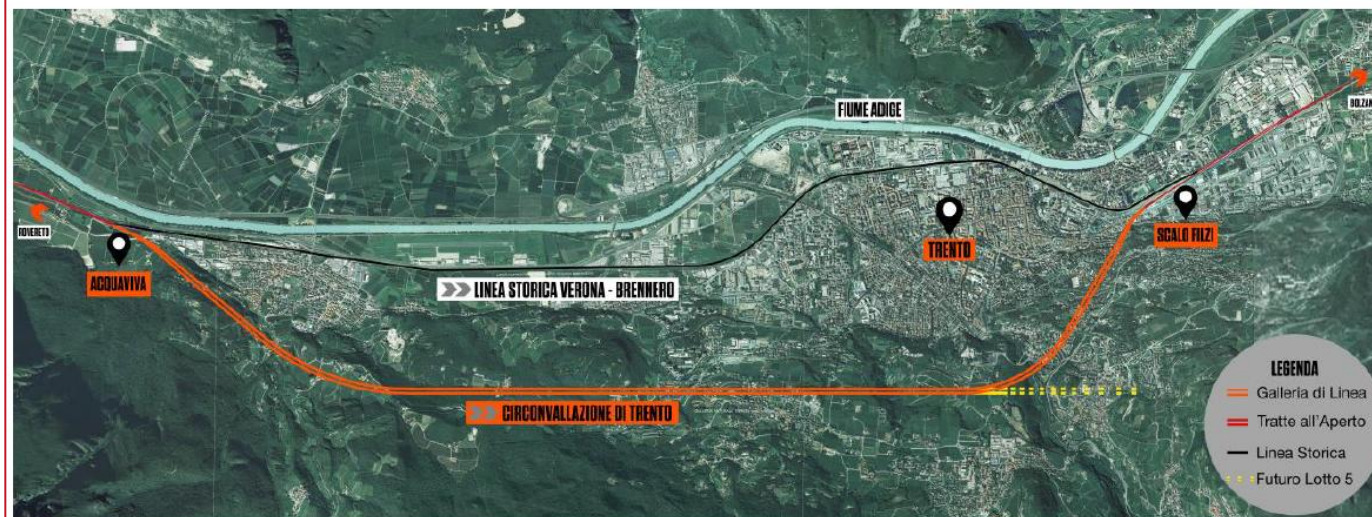 FIUME ADIGE
BOLZAN
ROVERETO
ACQUAVIVA
TRENTO
SCALO FILZI
LINEA STORICA VERONA - BRENNERO
CIRCONVALLAZIONE DI TRENTO
LEGENDA
Galleria di Linea
Tratte all'Aperto
Linea Storica
Futuro Lotto 5